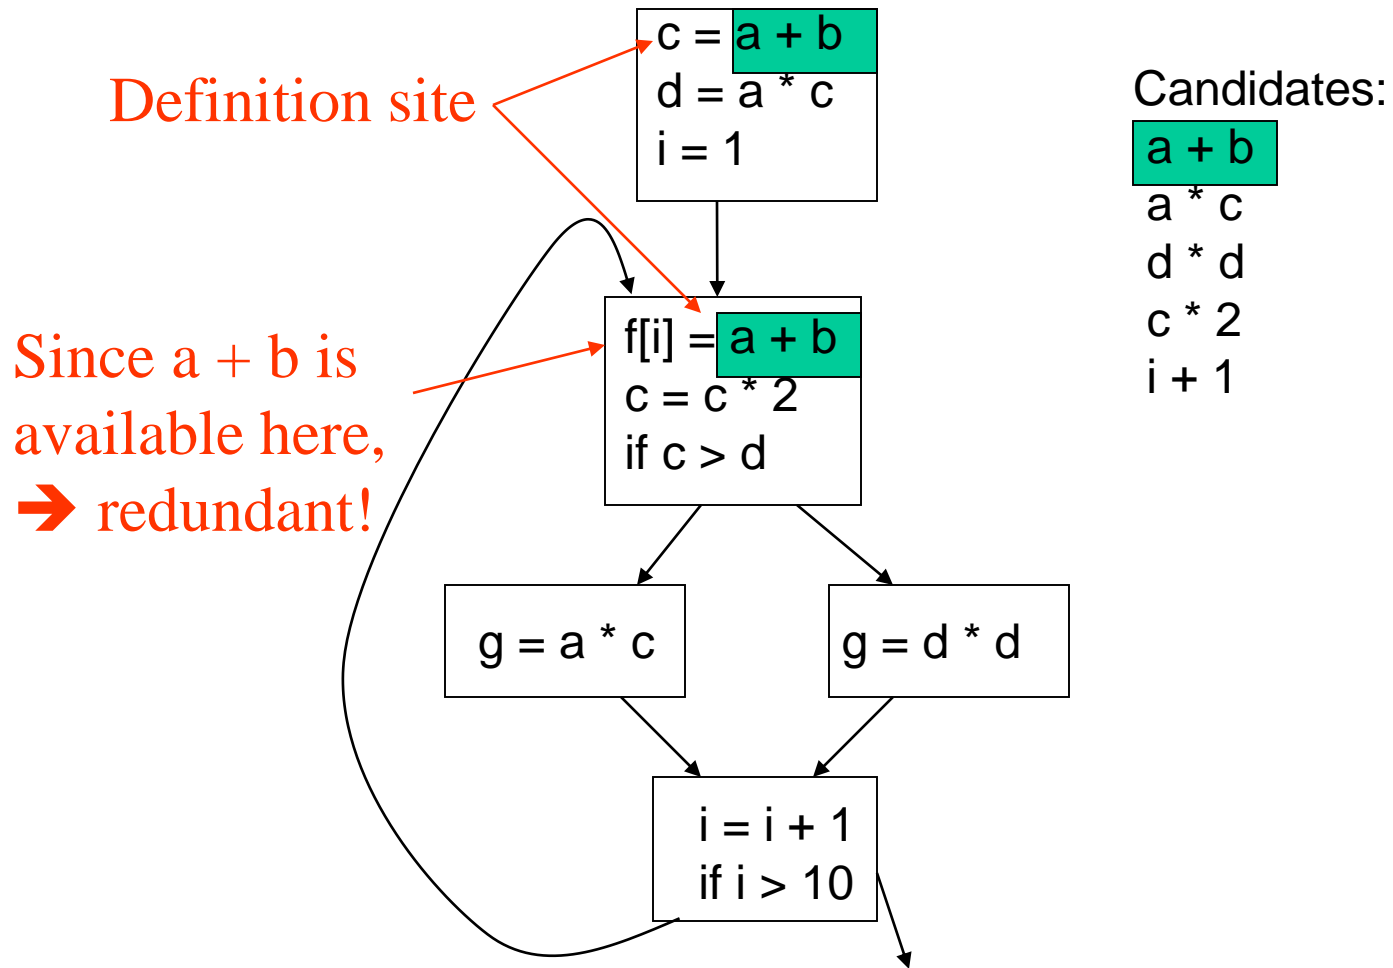 c = a + b
d = a * c
i = 1
Definition site
Candidates:
a + b
a * c
d * d
c * 2
i + 1
Since a + b is
available here,
➔ redundant!
f[i] = a + b
c = c * 2
if c > d
g = a * c
g = d * d
i = i + 1
if i > 10